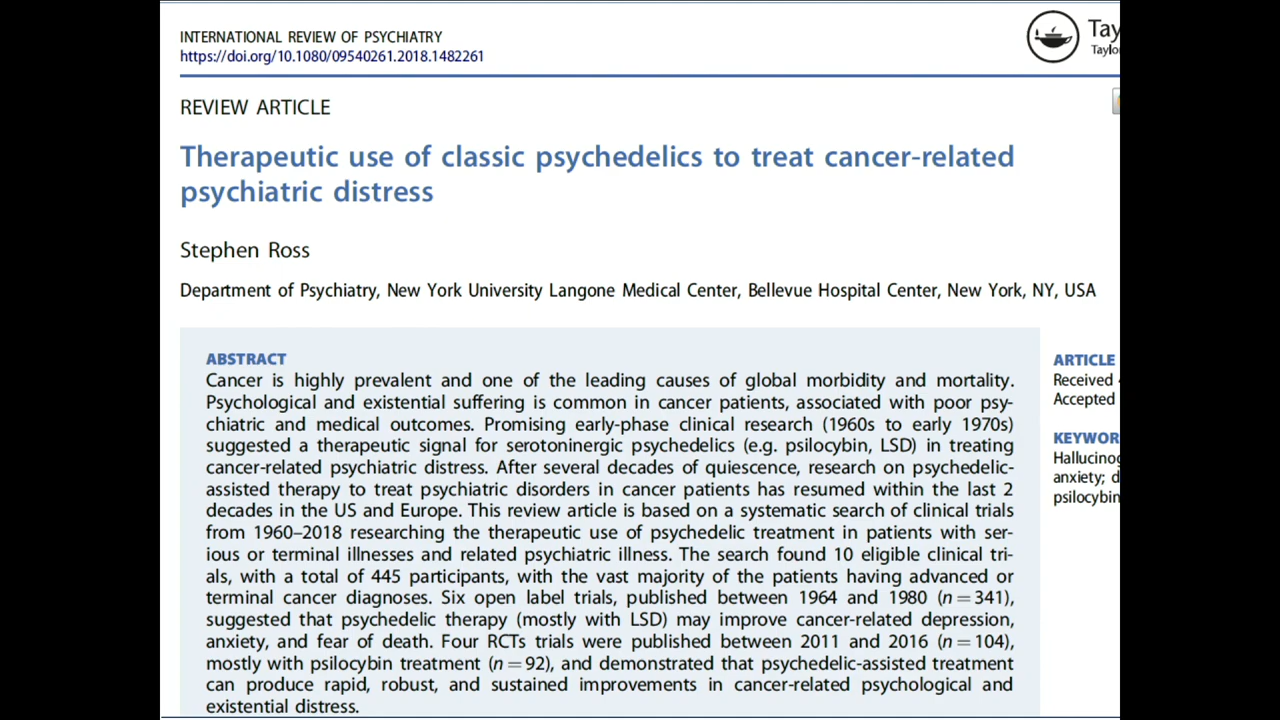 INTERNATIONAL REVIEW OF PSYCHIATRY
https://doi.org/10.1080/09540261.2018.1482261
Tay
Taylo
REVIEW ARTICLE
Therapeutic use of classic psychedelics to treat cancer-related
psychiatric distress
Stephen Ross
Department of Psychiatry, New York University Langone Medical Center, Bellevue Hospital Center, New York, NY, USA
ABSTRACT
Cancer is highly prevalent and one of the leading causes of global morbidity and mortality.
Psychological and existential suffering is common in cancer patients, associated with poor psy-
chiatric and medical outcomes. Promising early-phase clinical research (1960s to early 1970s)
suggested a therapeutic signal for serotoninergic psychedelics (e.g. psilocybin, LSD) in treating
cancer-related psychiatric distress. After several decades of quiescence, research on psychedelic-
assisted therapy to treat psychiatric disorders in cancer patients has resumed within the last 2
decades in the US and Europe. This review article is based on a systematic search of clinical trials
from 1960–2018 researching the therapeutic use of psychedelic treatment in patients with ser-
ious or terminal illnesses and related psychiatric illness. The search found 10 eligible clinical tri-
als, with a total of 445 participants, with the vast majority of the patients having advanced or
terminal cancer diagnoses. Six open label trials, published between 1964 and 1980 (n = 341),
suggested that psychedelic therapy (mostly with LSD) may improve cancer-related depression,
anxiety, and fear of death. Four RCTs trials were published between 2011 and 2016 (n = 104),
mostly with psilocybin treatment (n = 92), and demonstrated that psychedelic-assisted treatment
can produce rapid, robust, and sustained improvements in cancer-related psychological and
existential distress.
ARTICLE
Received
Accepted
KEYWOR
Hallucinog
anxiety; d
psilocybin